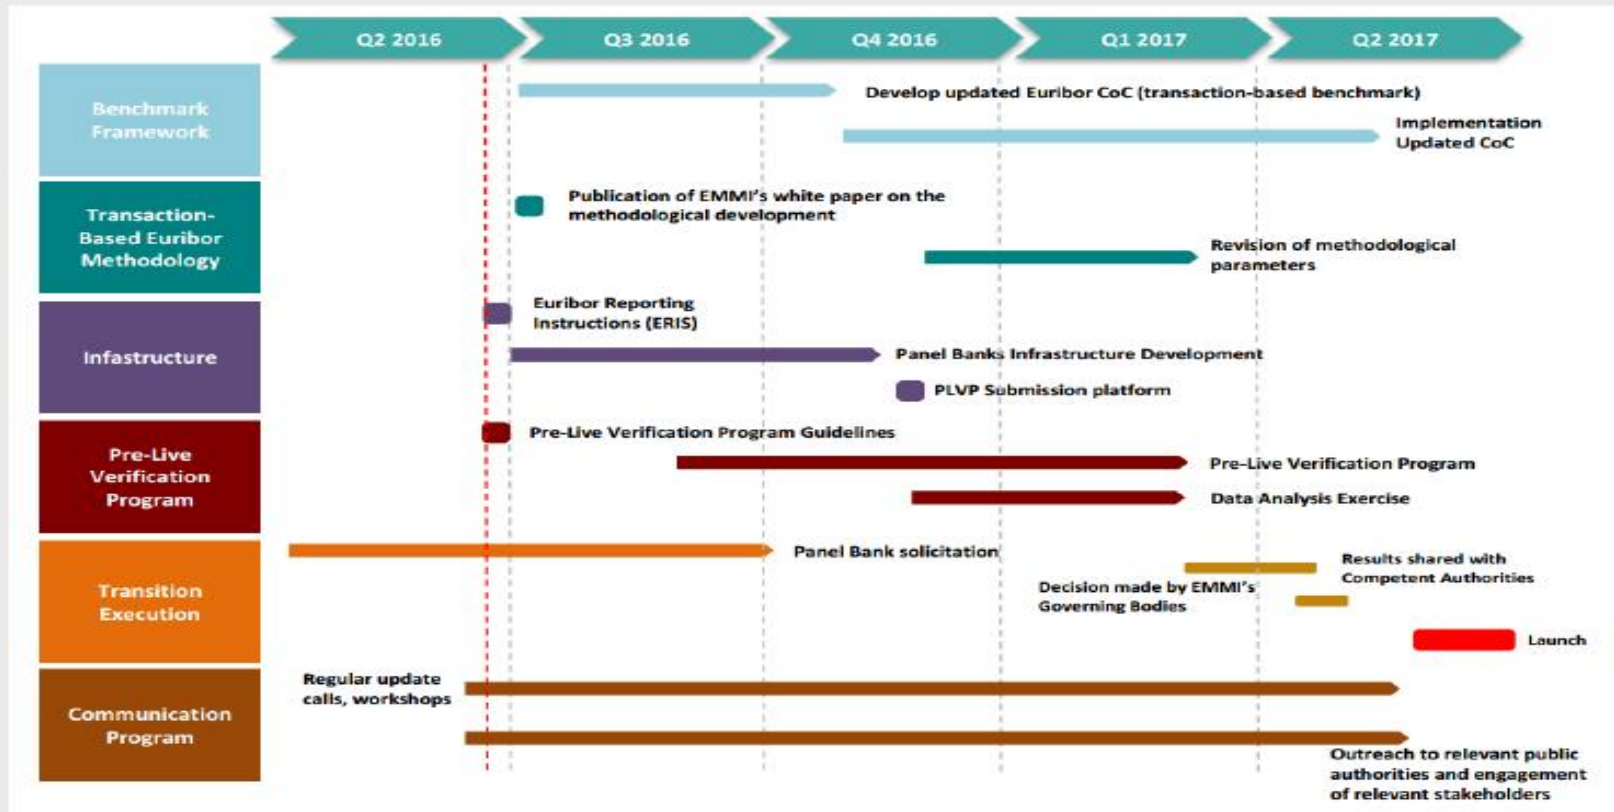 Q2 2016
Q3 2016
Q4 2016
Q1 2017
Q2 2017
Benchmark
Framework
Develop updated Euribor CoC (transaction-based benchmark)
Implementation
Updated CoC
Transaction-
Based Euribor
Methodology
Publication of EMMI's white paper on the
methodological development
Revision of methodological
parameters
Infastructure
Euribor Reporting
Instructions (ERIS)
Panel Banks Infrastructure Development
PLVP Submission platform
Pre-Live
Verification
Program
Pre-Live Verification Program Guidelines
Pre-Live Verification Program
Data Analysis Exercise
Transition
Execution
Panel Bank solicitation
Results shared with
Competent Authorities
Decision made by EMMI's
Governing Bodies
Launch
Communication
Program
Regular update
calls, workshops
Outreach to relevant public
authorities and engagement
of relevant stakeholders